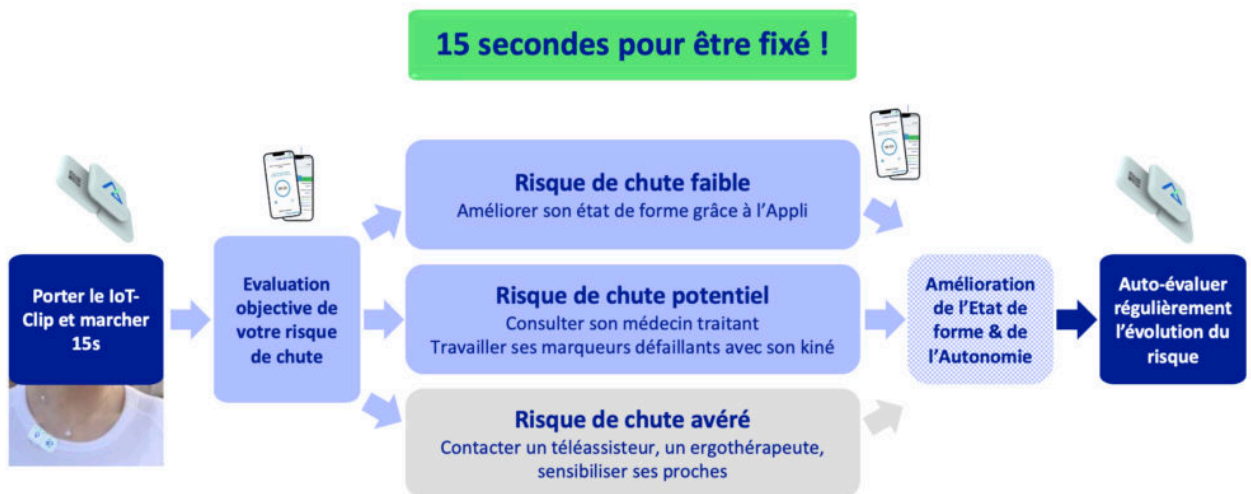 15 secondes pour être fixé !
Porter le IoT-
Clip et marcher
15s
Evaluation
objective de
votre risque
de chute
Risque de chute faible
Améliorer son état de forme grâce à l'Appli
Risque de chute potentiel
Consulter son médecin traitant
Travailler ses marqueurs défaillants avec son kiné
Risque de chute avéré
Contacter un téléassisteur, un ergothérapeute,
sensibiliser ses proches
Amélioration
de l'Etat de
forme & de
l'Autonomie
Auto-évaluer
régulièrement
l'évolution du
risque